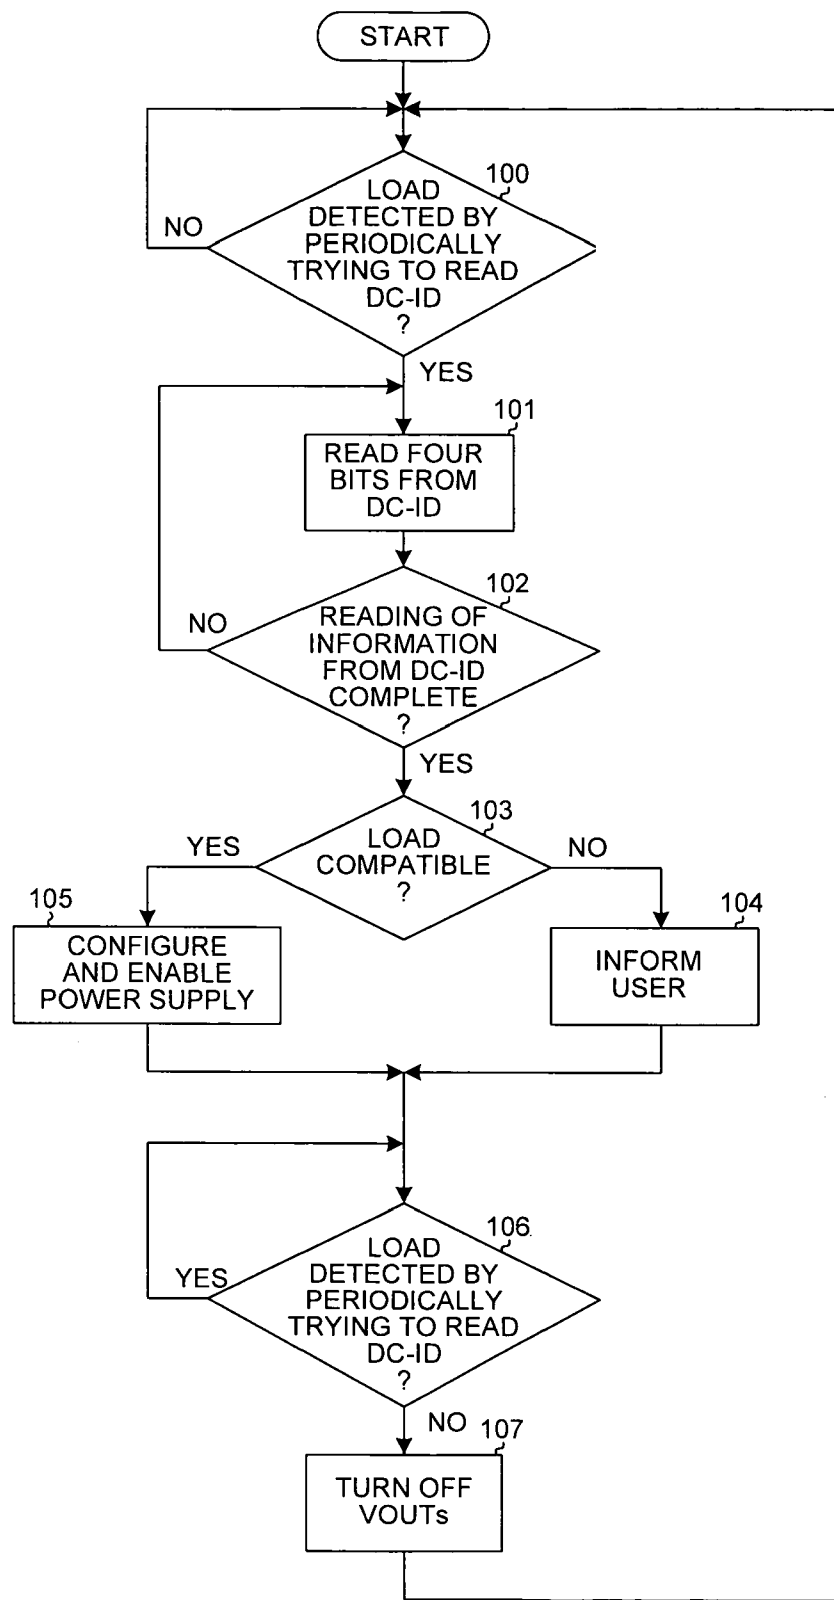 START
100
LOAD
DETECTED BY
PERIODICALLY
TRYING TO READ
DC-ID
?
NO
YES
101
READ FOUR
BITS FROM
DC-ID
102
READING OF
INFORMATION
FROM DC-ID
COMPLETE
?
NO
YES
103
LOAD
COMPATIBLE
?
YES
NO
105
CONFIGURE
AND ENABLE
POWER SUPPLY
104
INFORM
USER
106
LOAD
DETECTED BY
PERIODICALLY
TRYING TO READ
DC-ID
?
YES
NO
107
TURN OFF
VOUTs